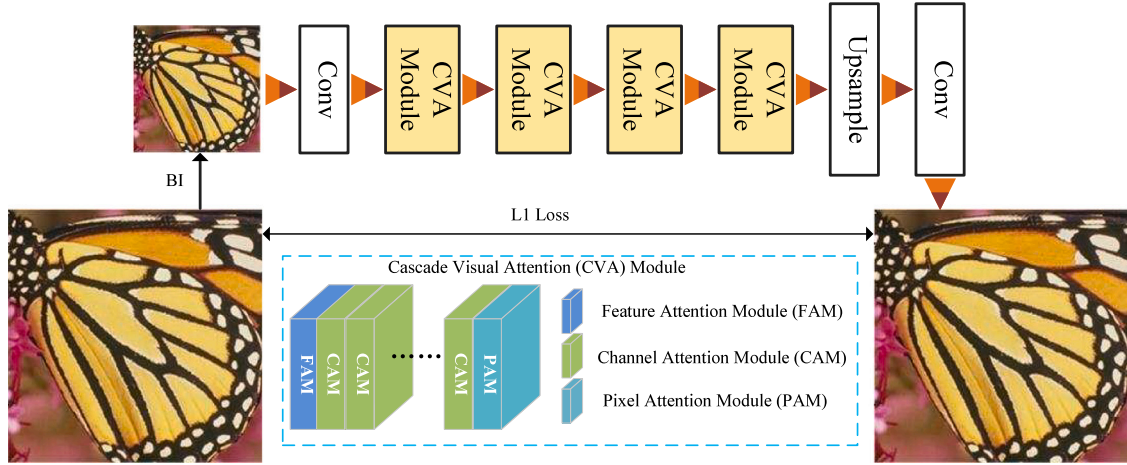 Conv
CVA
Module
CVA
Module
CVA
Module
CVA
Module
Upsample
Conv
BI
L1 Loss
Cascade Visual Attention (CVA) Module
FAM
CAM
CAM
......
CAM
PAM
Feature Attention Module (FAM)
Channel Attention Module (CAM)
Pixel Attention Module (PAM)